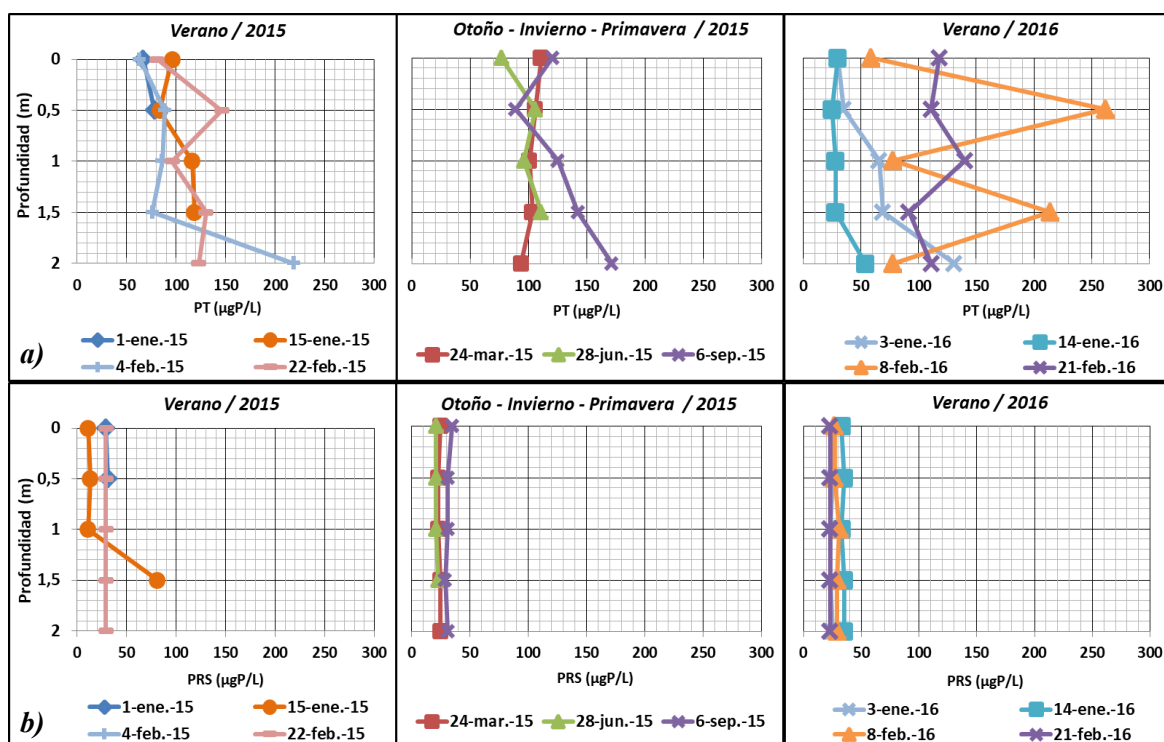 Verano / 2015
Otoño - Invierno - Primavera / 2015
Verano / 2016
Profundidad (m)
0
0,5
1
1,5
2
0 50 100 150 200 250 300
0 50 100 150 200 250 300
0 50 100 150 200 250 300
PT (µgP/L)
PT (µgP/L)
PT (µgP/L)
a)
1-ene.-15 15-ene.-15
4-feb.-15 22-feb.-15
24-mar.-15 28-jun.-15 6-sep.-15
3-ene.-16 14-ene.-16
8-feb.-16 21-feb.-16
Verano / 2015
Otoño - Invierno - Primavera / 2015
Verano / 2016
Profundidad (m)
0
0,5
1
1,5
2
0 50 100 150 200 250 300
0 50 100 150 200 250 300
0 50 100 150 200 250 300
PRS (µgP/L)
PRS (µgP/L)
PRS (µgP/L)
b)
1-ene.-15 15-ene.-15
4-feb.-15 22-feb.-15
24-mar.-15 28-jun.-15 6-sep.-15
3-ene.-16 14-ene.-16
8-feb.-16 21-feb.-16